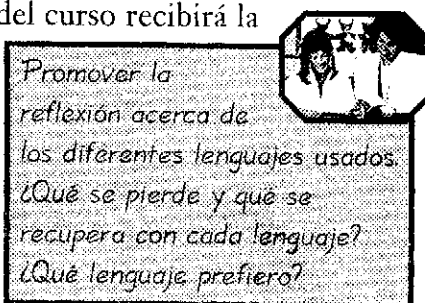 del curso recibirá la
Promover la
reflexión acerca de
los diferentes lenguajes usados.
¿Qué se pierde y qué se
recupera con cada lenguaje?
¿Qué lenguaje prefiero?